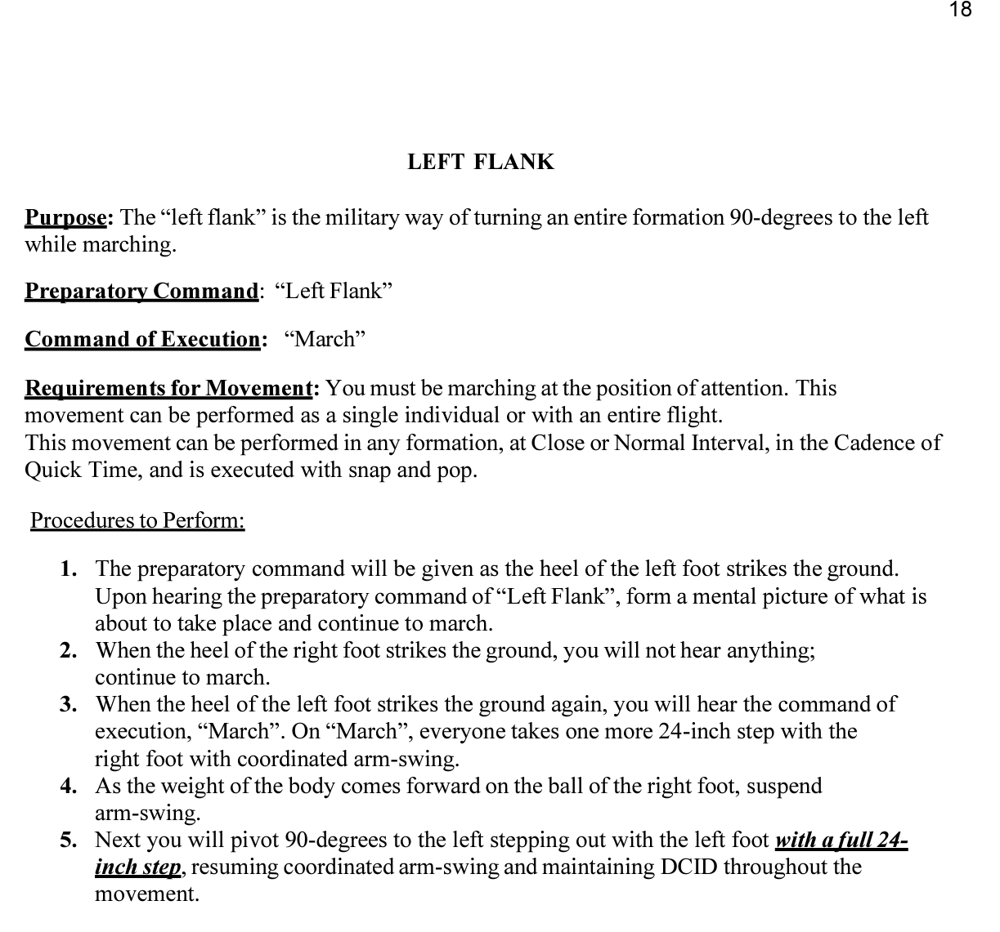 18
LEFT FLANK
Purpose: The “left flank” is the military way of turning an entire formation 90-degrees to the left
while marching.
Preparatory Command: “Left Flank”
Command of Execution: “March”
Requirements for Movement: You must be marching at the position of attention. This
movement can be performed as a single individual or with an entire flight.
This movement can be performed in any formation, at Close or Normal Interval, in the Cadence of
Quick Time, and is executed with snap and pop.
Procedures to Perform:
1. The preparatory command will be given as the heel of the left foot strikes the ground.
Upon hearing the preparatory command of “Left Flank”, form a mental picture of what is
about to take place and continue to march.
2. When the heel of the right foot strikes the ground, you will not hear anything;
continue to march.
3. When the heel of the left foot strikes the ground again, you will hear the command of
execution, “March”. On “March”, everyone takes one more 24-inch step with the
right foot with coordinated arm-swing.
4. As the weight of the body comes forward on the ball of the right foot, suspend
arm-swing.
5. Next you will pivot 90-degrees to the left stepping out with the left foot with a full 24-
inch step, resuming coordinated arm-swing and maintaining DCID throughout the
movement.